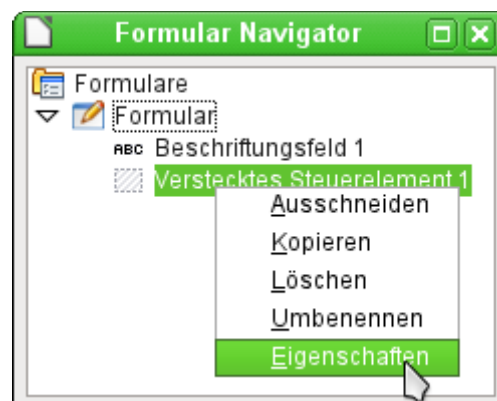 Formular Navigator
Formulare
Formular
ABC Beschriftungsfeld 1
Verstecktes Steuerelement 1
Ausschneiden
Kopieren
Löschen
Umbenennen
Eigenschaften